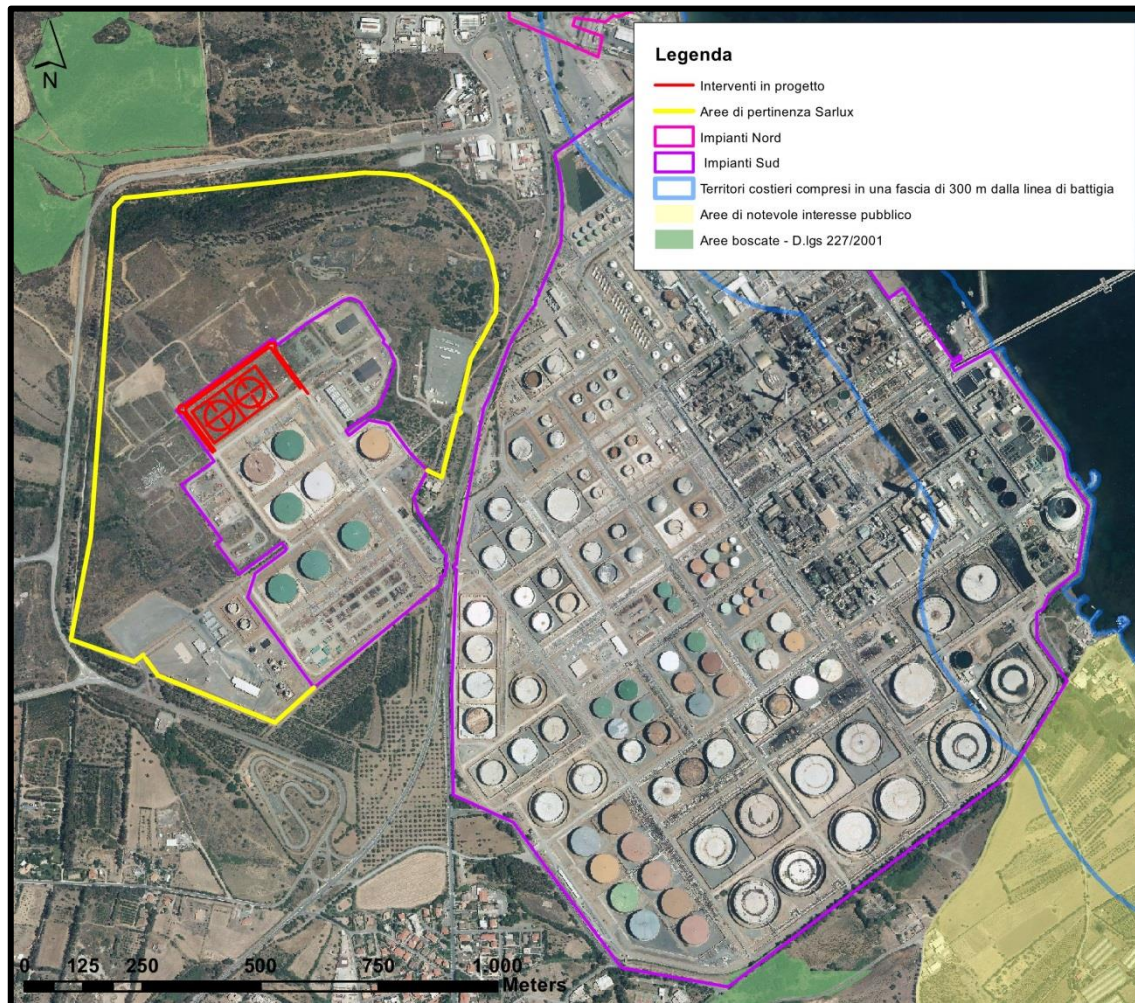 N
Legenda
Interventi in progetto
Aree di pertinenza Sarlux
Impianti Nord
Impianti Sud
Territori costieri compresi in una fascia di 300 m dalla linea di battigia
Aree di notevole interesse pubblico
Aree boscate - D.lgs 227/2001
0 125 250 500 750 1.000
Meters